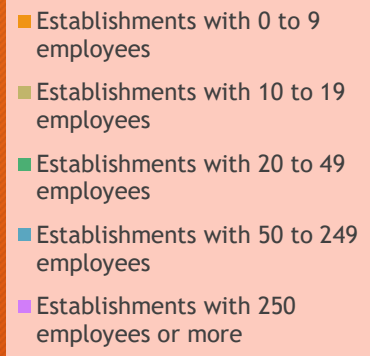 Establishments with 0 to 9
employees
Establishments with 10 to 19
employees
Establishments with 20 to 49
employees
Establishments with 50 to 249
employees
Establishments with 250
employees or more